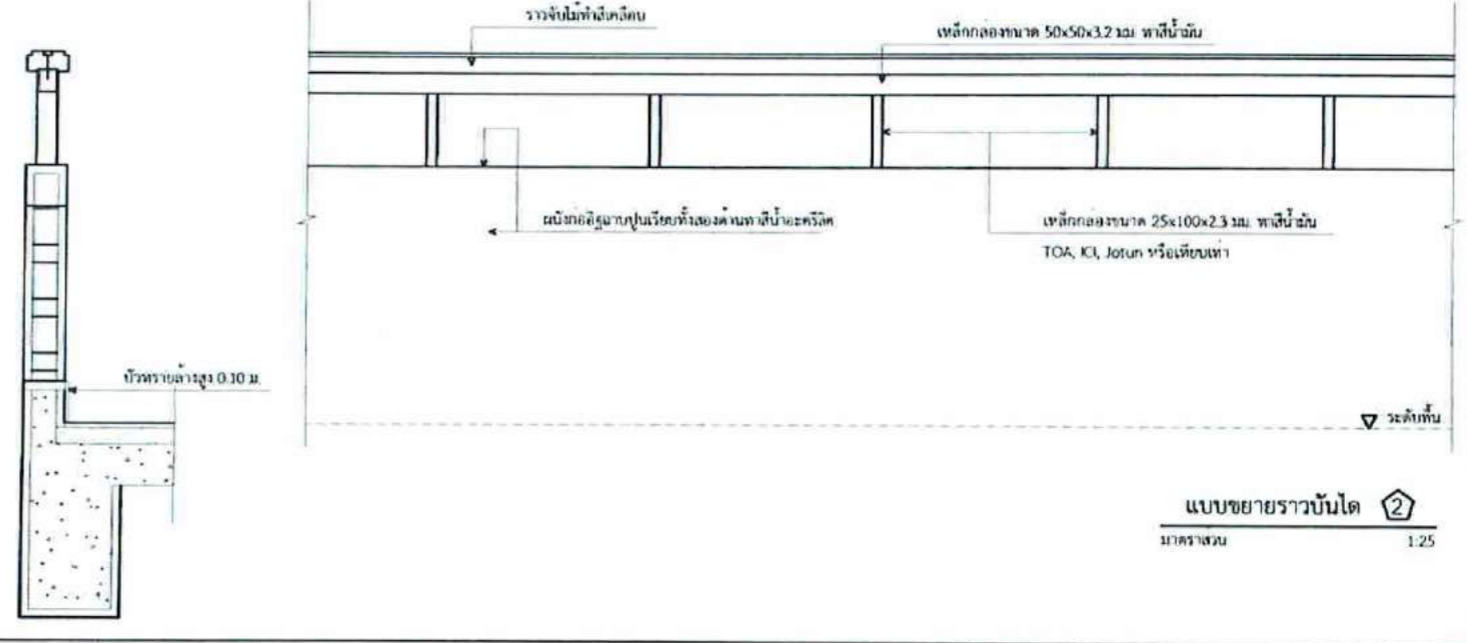 ราวจับไม้ทำสีเคลือบ
เหล็กกล่องขนาด 50x50x3.2 มม. ทาสีน้ำมัน
ผนังก่ออิฐฉาบปูนเรียบทั้งสองด้านทาสีน้ำอะครีลิค
เหล็กกล่องขนาด 25x100x2.3 มม. ทาสีน้ำมัน
TOA, ICI, Jotun หรือเทียบเท่า
บัวทรายล้างสูง 0.10 ม.
ระดับพื้น
แบบขยายราวบันได 2
มาตราส่วน 1:25